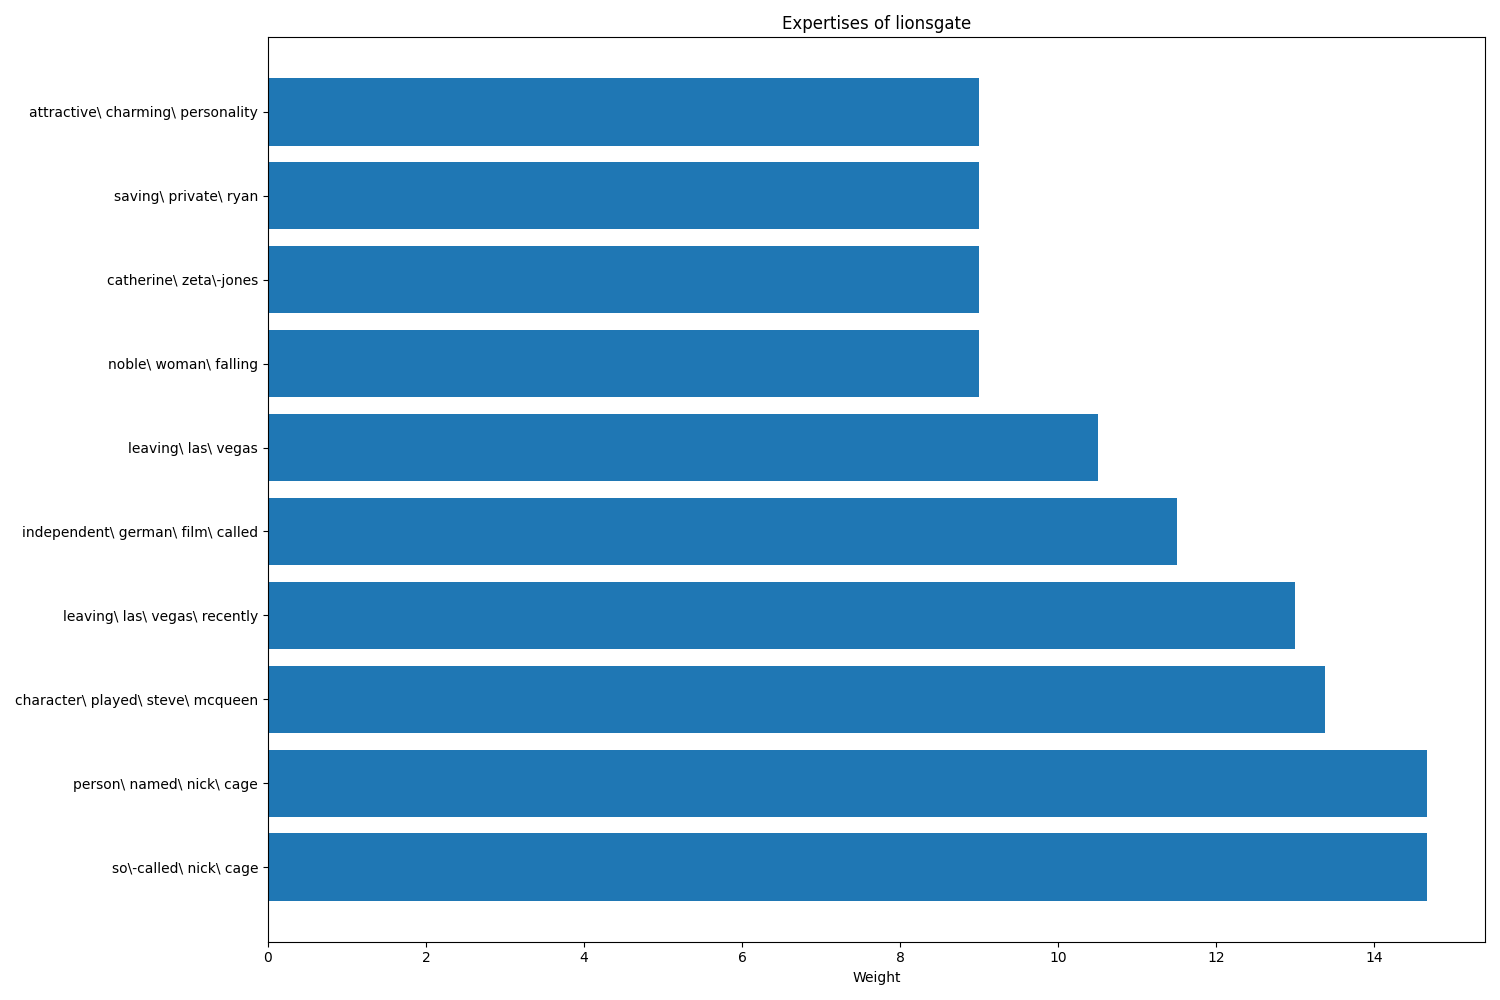 Expertises of lionsgate
attractive\ charming\ personality
saving\ private\ ryan
catherine\ zeta\-jones
noble\ woman\ falling
leaving\ las\ vegas
independent\ german\ film\ called
leaving\ las\ vegas\ recently
character\ played\ steve\ mcqueen
person\ named\ nick\ cage
so\-called\ nick\ cage
0 2 4 6 8 10 12 14
Weight